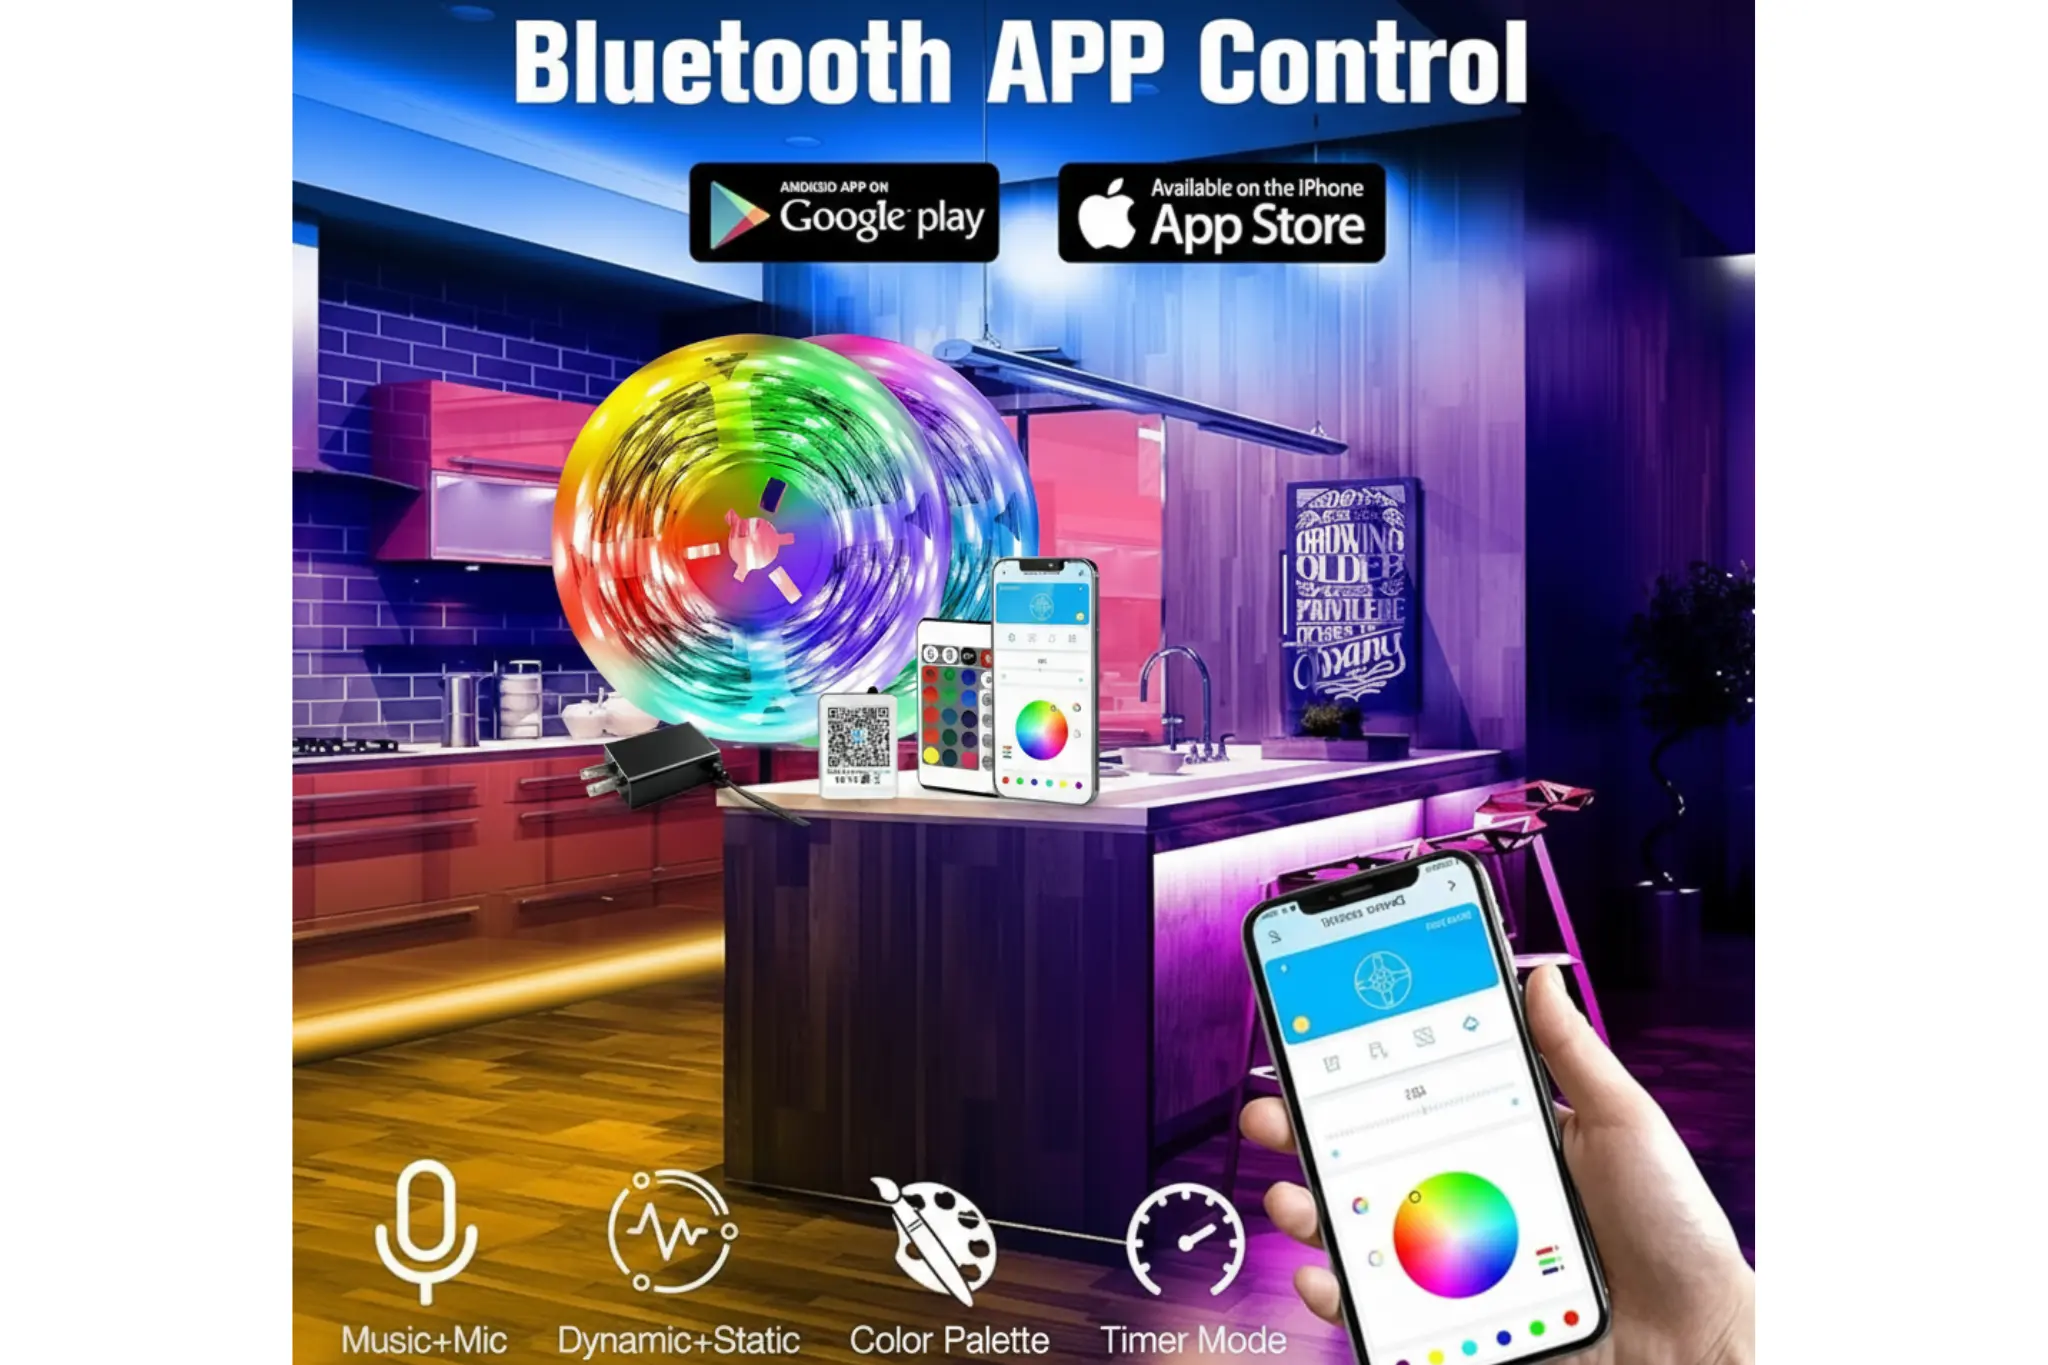 Bluetooth APP Control
ANDROID APP ON
Google play
Available on the iPhone
App Store
OLDER
Music+Mic
Dynamic+Static
Color Palette
Timer Mode